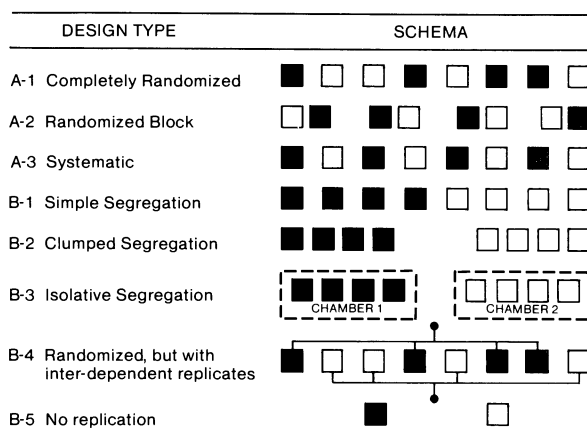 DESIGN TYPE SCHEMA
A-1 Completely Randomized
A-2 Randomized Block
A-3 Systematic
B-1 Simple Segregation
B-2 Clumped Segregation
B-3 Isolative Segregation
CHAMBER 1 CHAMBER 2
B-4 Randomized, but with
inter-dependent replicates
B-5 No replication